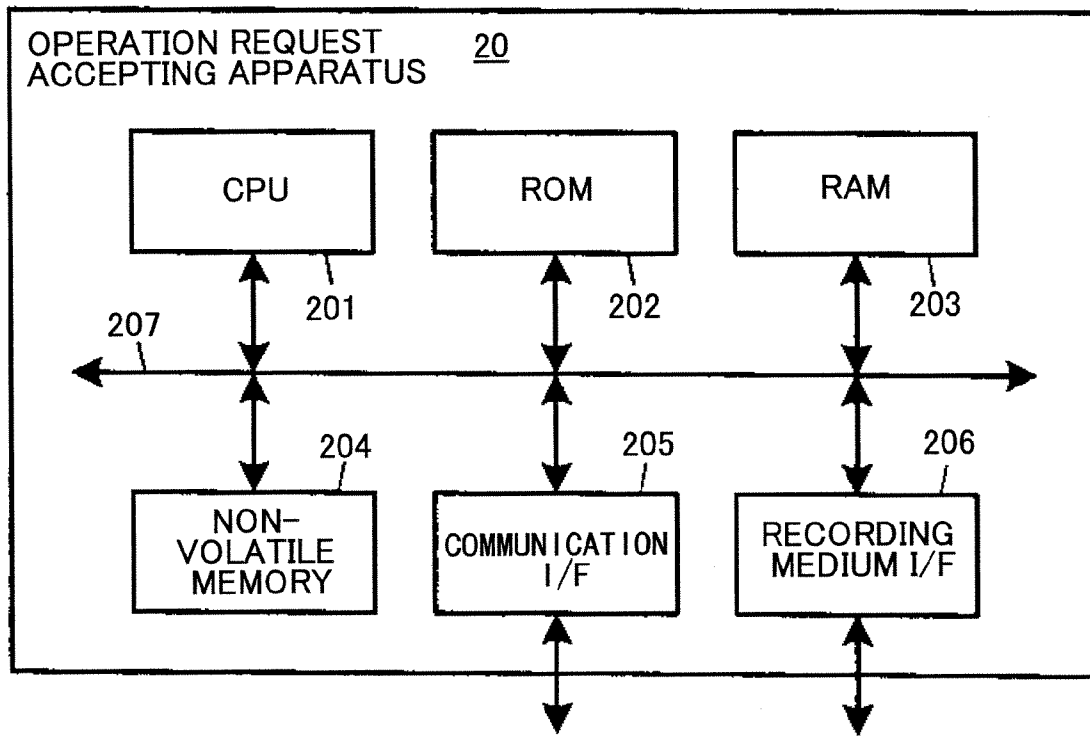 OPERATION REQUEST
ACCEPTING APPARATUS
20
CPU
ROM
RAM
201
202
203
207
204
205
206
NON-
VOLATILE
MEMORY
COMMUNICATION
I/F
RECORDING
MEDIUM I/F